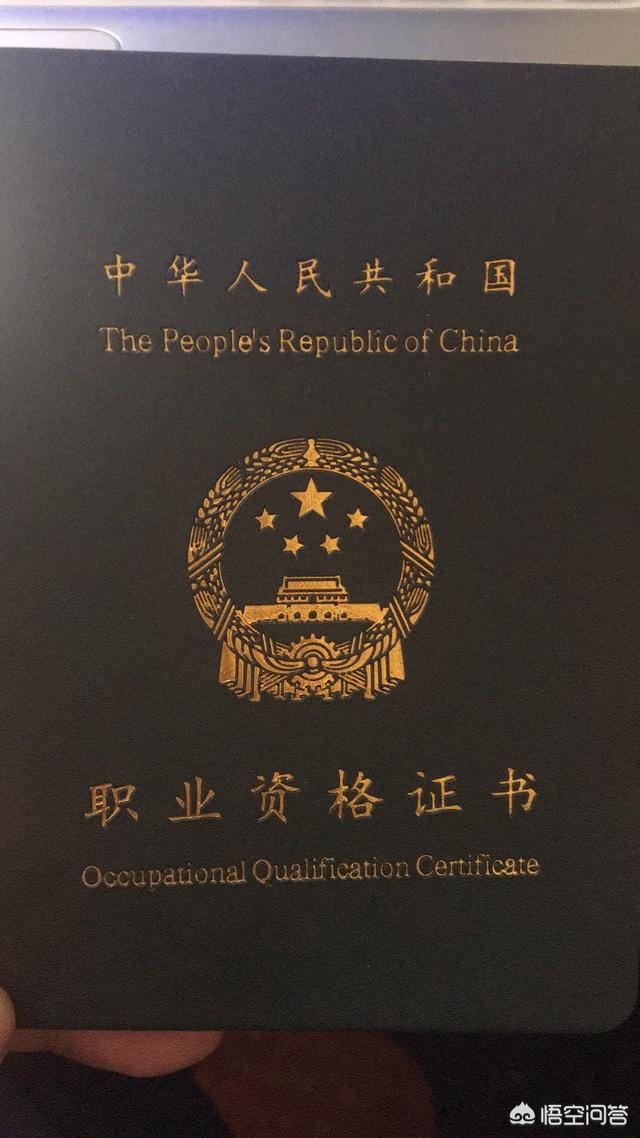 中华人民共和国
The People's Republic of China
职业资格证书
Occupational Qualification Certificate
悟空问答